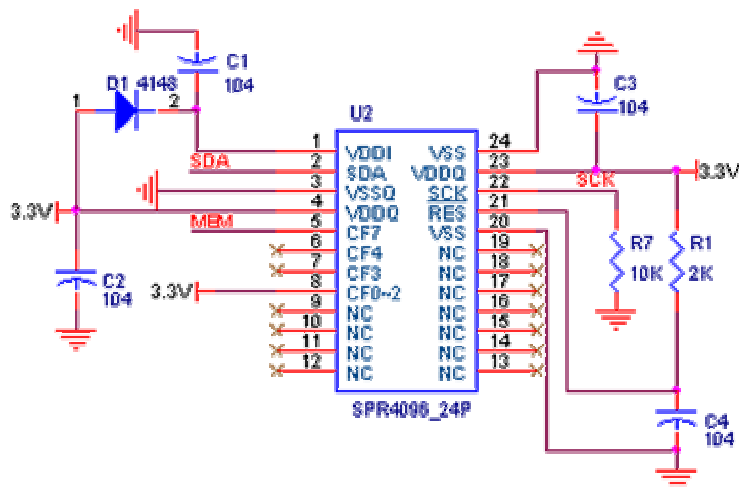 C1
104
D1 4148
1
2
C3
104
U2
1 VDDI VSS 24
SDA 2 SDA VDDQ 23 SCK 3.3V
3 VSSQ SCK 22
3.3V 4 VDDQ RES 21
MEM 5 CF7 VSS 20
6 CF4 NC 19
7 CF3 NC 18
3.3V 8 CF0~2 NC 17
9 NC NC 16
10 NC NC 15
11 NC NC 14
12 NC NC 13
R7
10K
R1
2K
C2
104
SPR4096_24P
C4
104